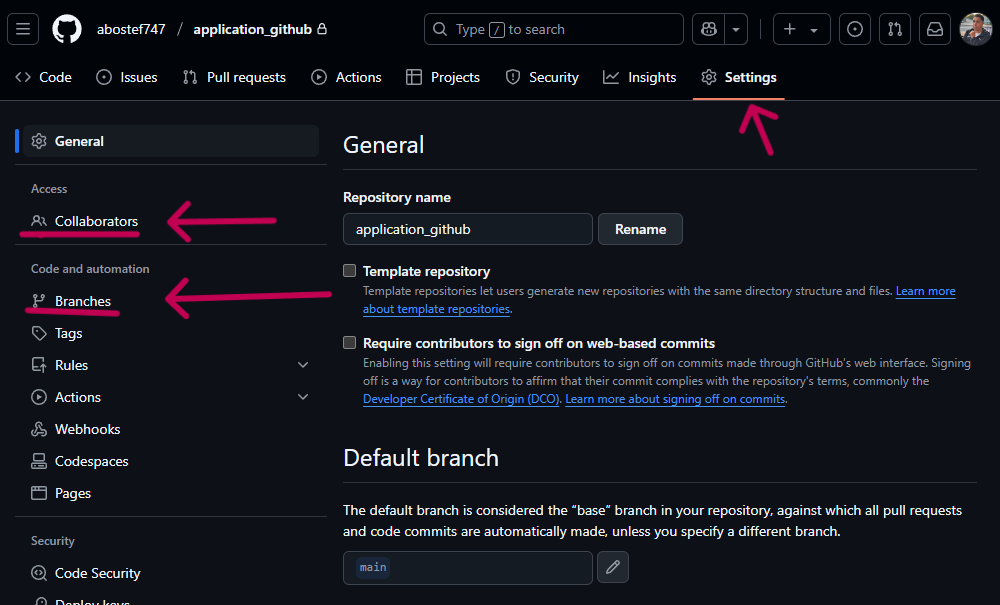 abostef747 / application_github
Type / to search
Code Issues Pull requests Actions Projects Security Insights Settings
General
Access
Collaborators
Code and automation
Branches
Tags
Rules
Actions
Webhooks
Codespaces
Pages
Security
Code Security
Deploy keys
General
Repository name
application_github Rename
Template repository
Template repositories let users generate new repositories with the same directory structure and files. Learn more
about template repositories.
Require contributors to sign off on web-based commits
Enabling this setting will require contributors to sign off on commits made through GitHub's web interface. Signing
off is a way for contributors to affirm that their commit complies with the repository's terms, commonly the
Developer Certificate of Origin (DCO). Learn more about signing off on commits.
Default branch
The default branch is considered the “base” branch in your repository, against which all pull requests
and code commits are automatically made, unless you specify a different branch.
main